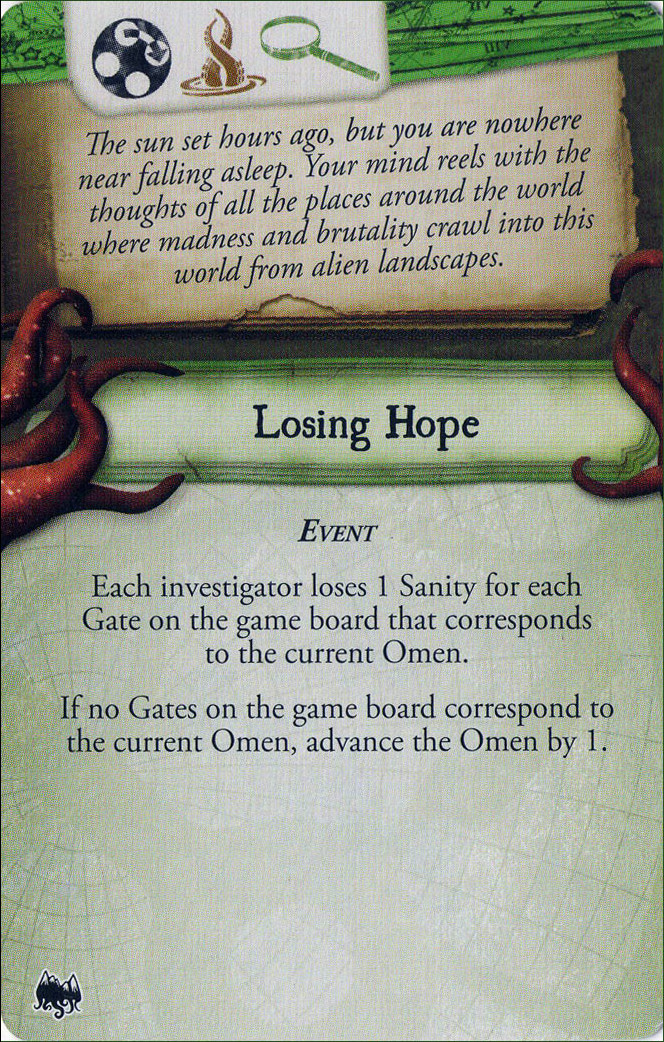 The sun set hours ago, but you are nowhere
near falling asleep. Your mind reels with the
thoughts of all the places around the world
where madness and brutality crawl into this
world from alien landscapes.
Losing Hope
Event
Each investigator loses 1 Sanity for each
Gate on the game board that corresponds
to the current Omen.
If no Gates on the game board correspond to
the current Omen, advance the Omen by 1.